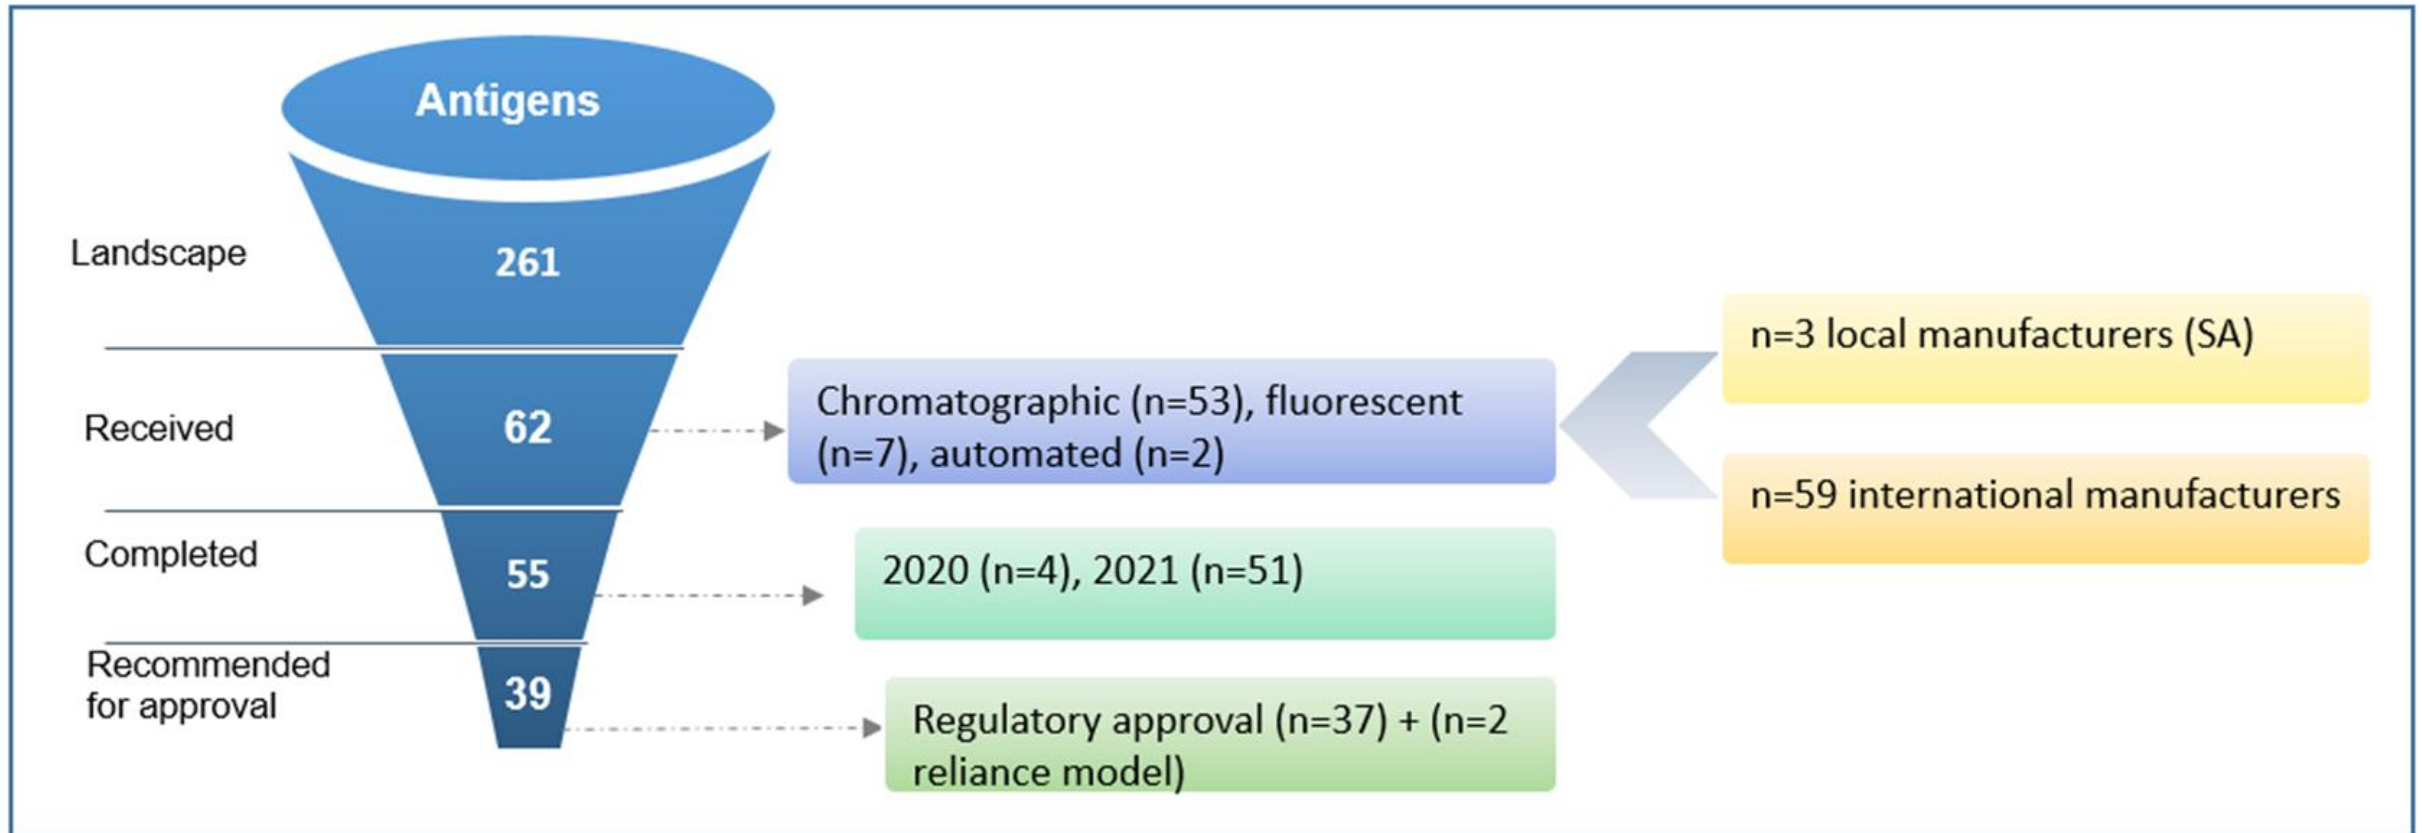 Antigens
Landscape
261
Received
62
Chromatographic (n=53), fluorescent
(n=7), automated (n=2)
n=3 local manufacturers (SA)
n=59 international manufacturers
Completed
55
2020 (n=4), 2021 (n=51)
Recommended
for approval
39
Regulatory approval (n=37) + (n=2
reliance model)